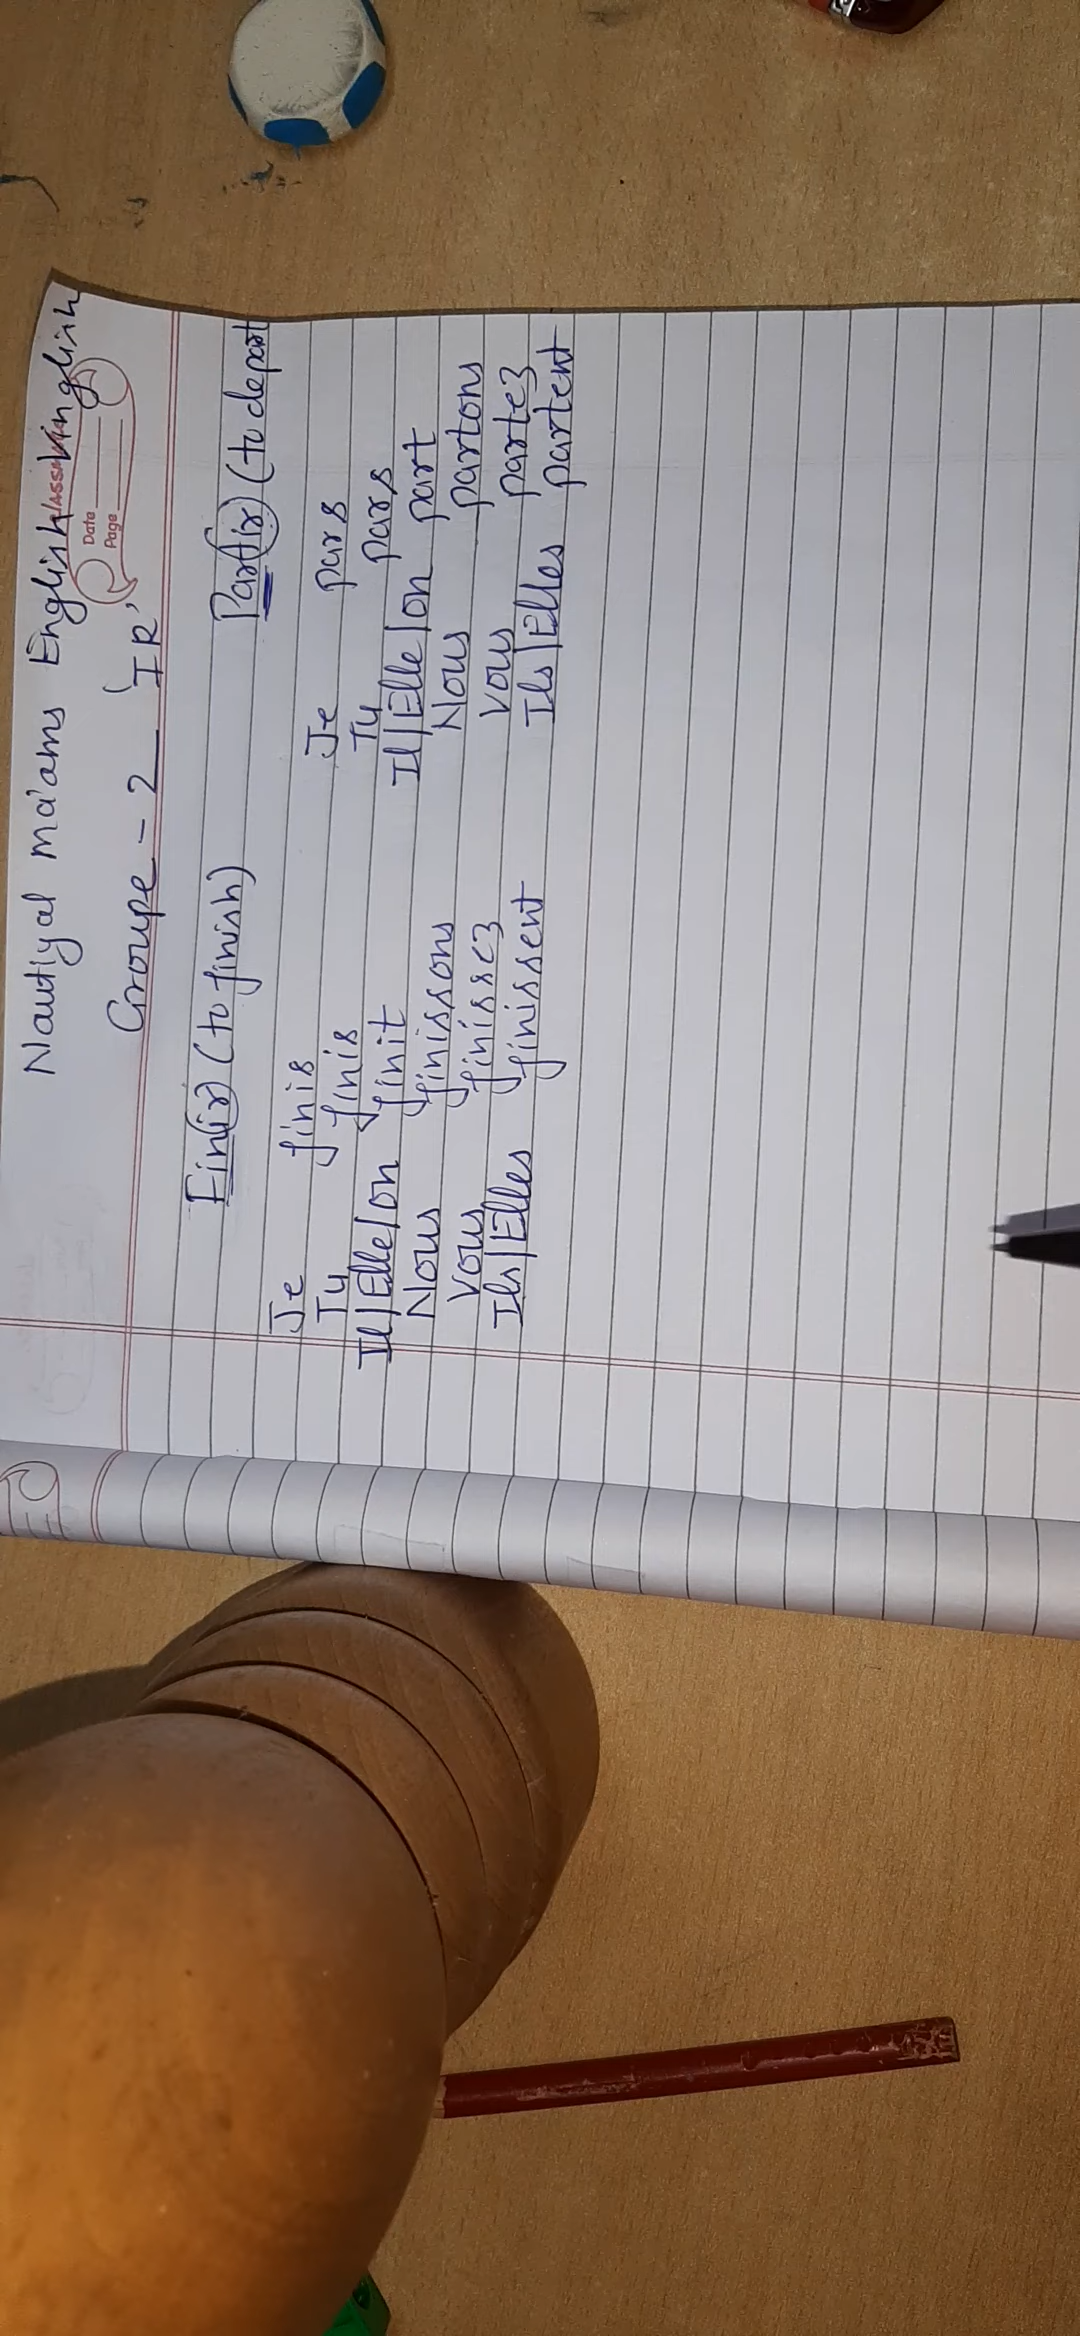 Nautiyal ma'ams English Vinglish
CLASSMATE
Date
Page
Groupe - 2 'IR'
Finir (to finish)
Je finis
Tu finis
Il/Elle/on finit
Nous finissons
Vous finissez
Ils/Elles finissent
Partir (to depart
Je pars
Tu pars
Il/Elle/on part
Nous partons
Vous partez
Ils/Elles partent